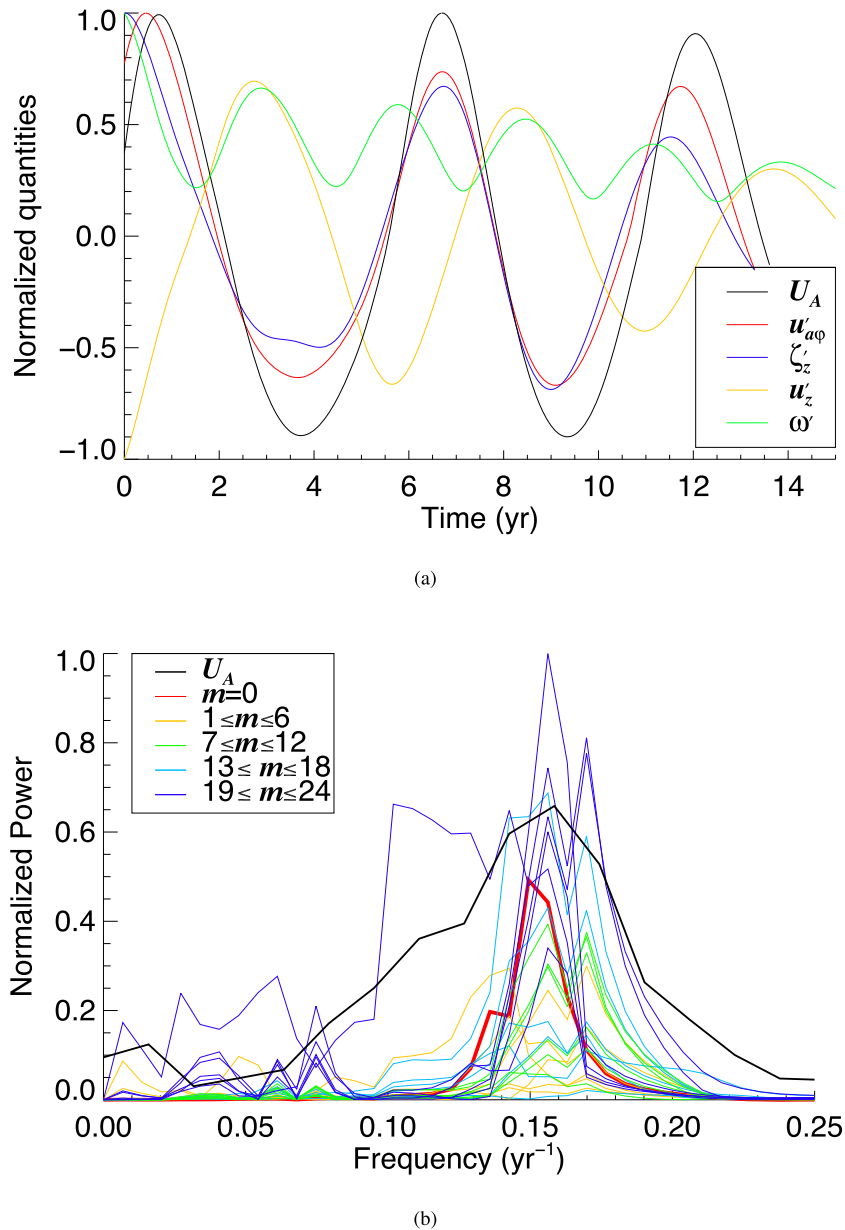 1.0
0.5
0.0
−0.5
−1.0
Normalized quantities
0 2 4 6 8 10 12 14
Time (yr)
U_A
u′_aφ
ζ′_z
u′_z
ω′
(a)
1.0
0.8
0.6
0.4
0.2
0.0
Normalized Power
U_A
m=0
1 ≤m≤6
7 ≤m≤12
13 ≤ m≤18
19 ≤ m≤24
0.00 0.05 0.10 0.15 0.20 0.25
Frequency (yr⁻¹)
(b)